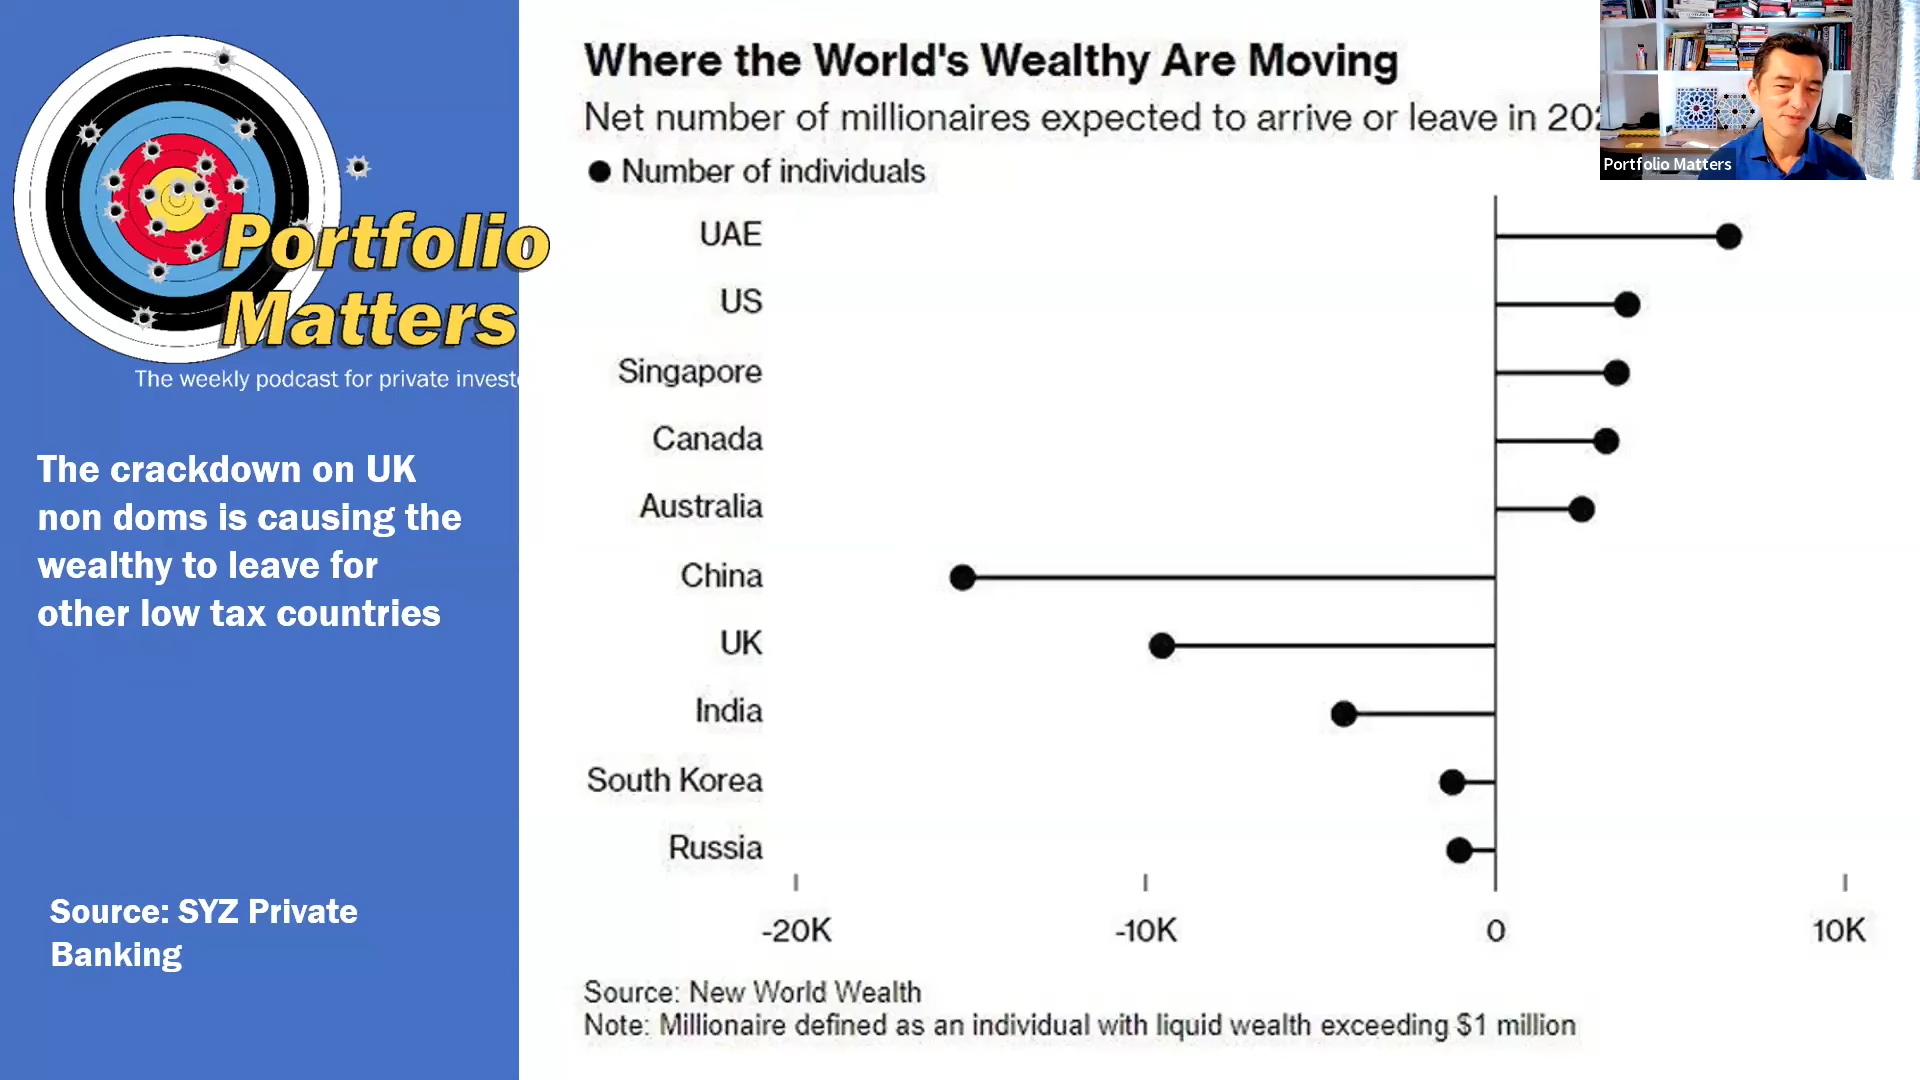 Portfolio
Matters
The weekly podcast for private
The crackdown on UK
non doms is causing the
wealthy to leave for
other low tax countries
Source: SYZ Private
Banking
Where the World's Wealthy Are Moving
Net number of millionaires expected to arrive or leave in
Number of individuals
UAE
US
Singapore
Canada
Australia
China
UK
India
South Korea
Russia
-20K -10K 0 10K
Source: New World Wealth
Note: Millionaire defined as an individual with liquid wealth exceeding $1 million
Portfolio Matters